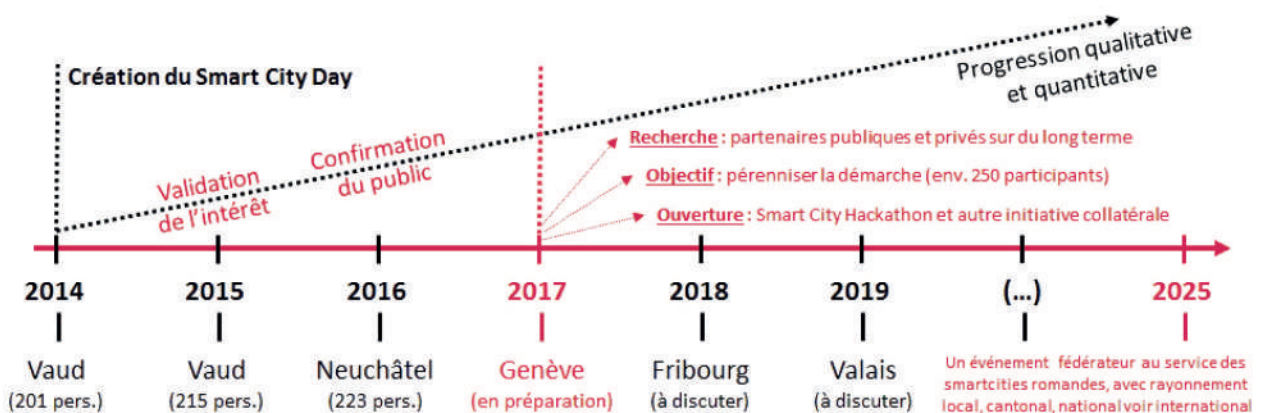 Création du Smart City Day
Progression qualitative
et quantitative
Validation
de l'intérêt
Confirmation
du public
Recherche : partenaires publiques et privés sur du long terme
Objectif : pérenniser la démarche (env. 250 participants)
Ouverture : Smart City Hackathon et autre initiative collatérale
2014 2015 2016 2017 2018 2019 (...) 2025
Vaud Vaud Neuchâtel Genève Fribourg Valais
(201 pers.) (215 pers.) (223 pers.) (en préparation) (à discuter) (à discuter)
Un événement fédérateur au service des
smartcities romandes, avec rayonnement
local, cantonal, national voir international